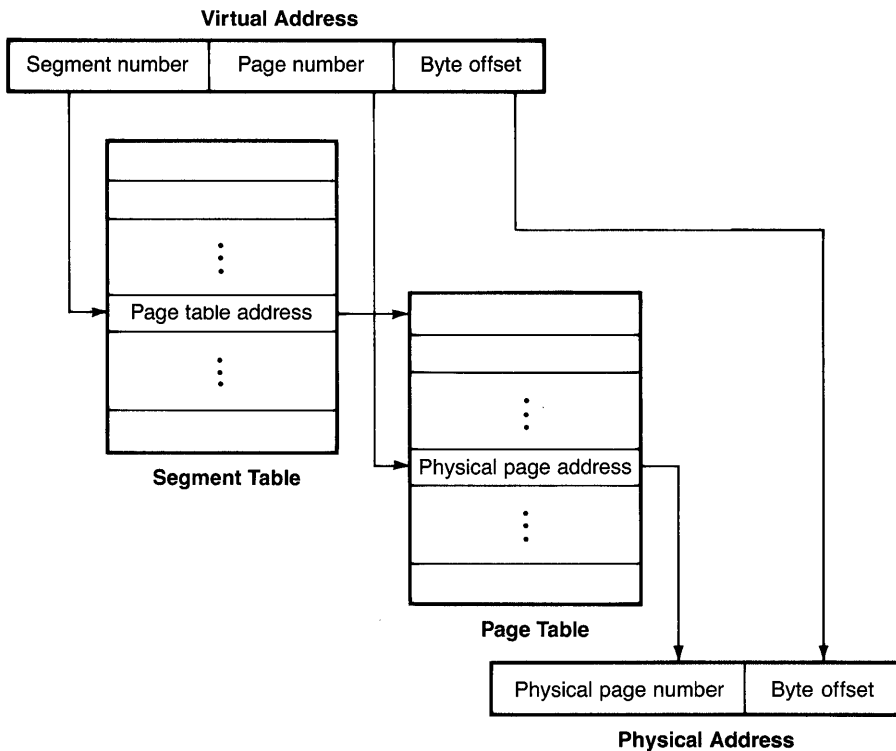 Virtual Address
Segment number
Page number
Byte offset
Page table address
Segment Table
Physical page address
Page Table
Physical page number
Byte offset
Physical Address